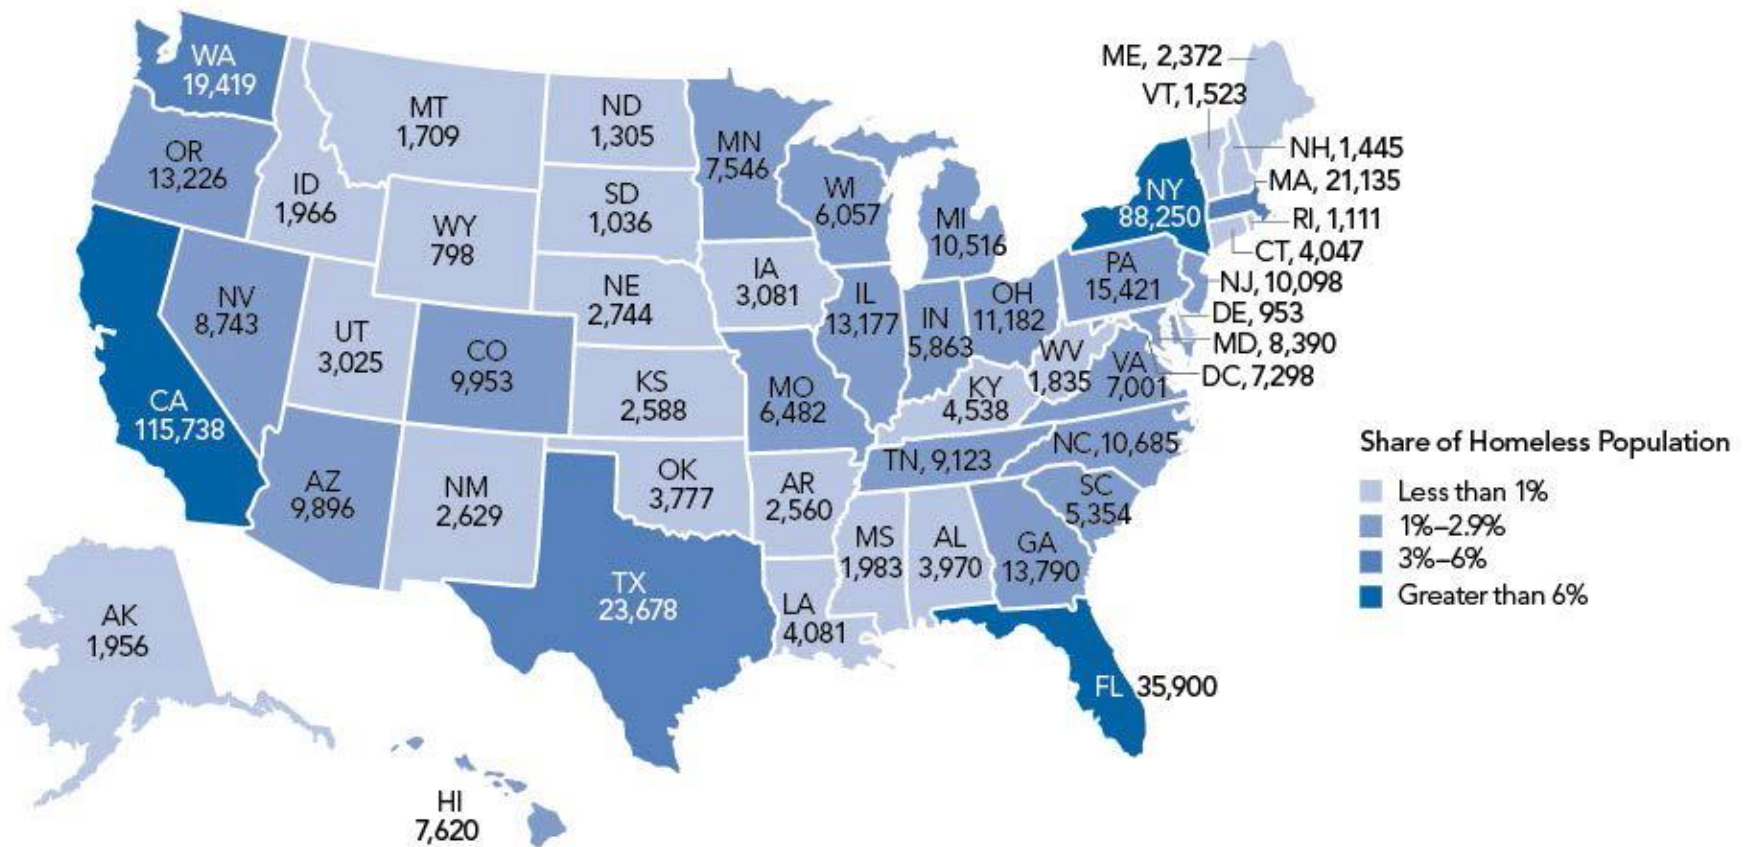 WA
19,419
OR
13,226
CA
115,738
NV
8,743
ID
1,966
MT
1,709
WY
798
UT
3,025
CO
9,953
AZ
9,896
NM
2,629
ND
1,305
SD
1,036
NE
2,744
KS
2,588
OK
3,777
TX
23,678
MN
7,546
IA
3,081
MO
6,482
AR
2,560
LA
4,081
WI
6,057
IL
13,177
MI
10,516
IN
5,863
OH
11,182
KY
4,538
TN, 9,123
MS
1,983
AL
3,970
GA
13,790
FL 35,900
SC
5,354
NC, 10,685
VA
7,001
WV
1,835
PA
15,421
NY
88,250
ME, 2,372
VT, 1,523
NH, 1,445
MA, 21,135
RI, 1,111
CT, 4,047
NJ, 10,098
DE, 953
MD, 8,390
DC, 7,298
AK
1,956
HI
7,620
Share of Homeless Population
Less than 1%
1%–2.9%
3%–6%
Greater than 6%